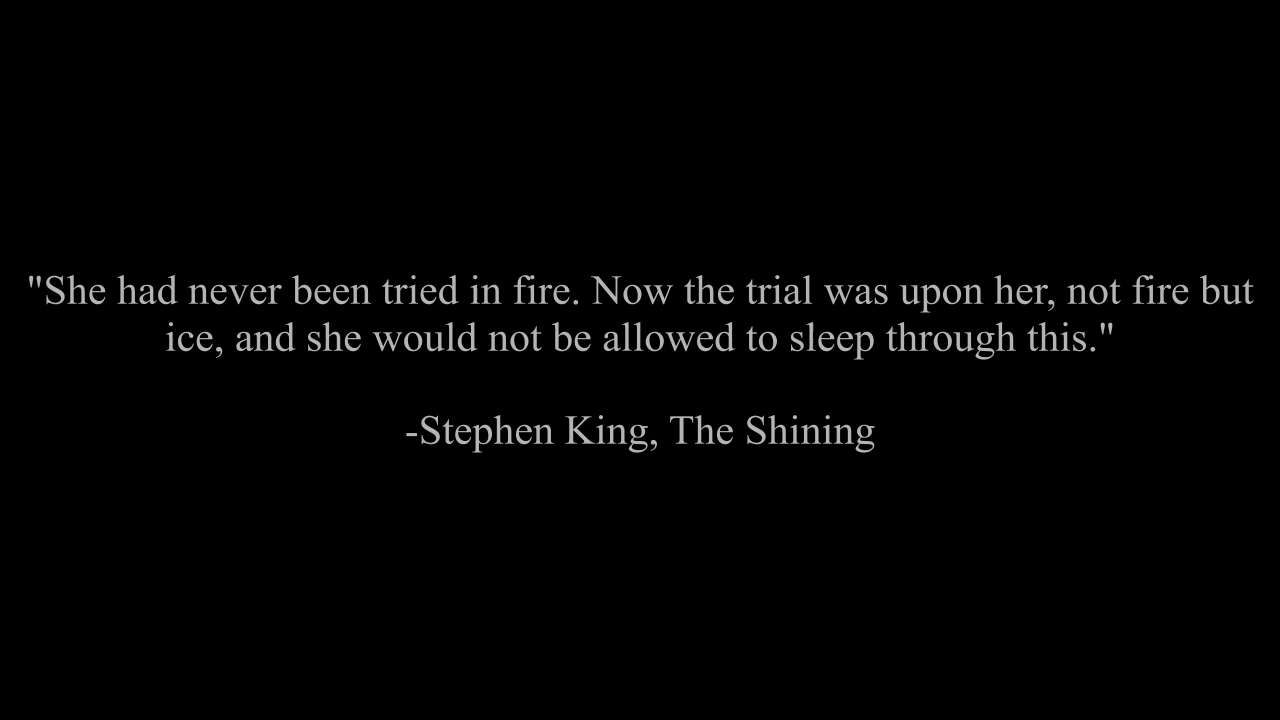 "She had never been tried in fire. Now the trial was upon her, not fire but
ice, and she would not be allowed to sleep through this."
-Stephen King, The Shining